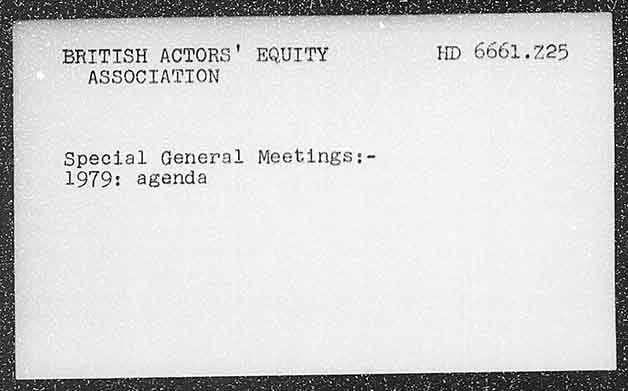 BRITISH ACTORS' EQUITY HD 6661.Z25
ASSOCIATION
Special General Meetings:-
1979: agenda